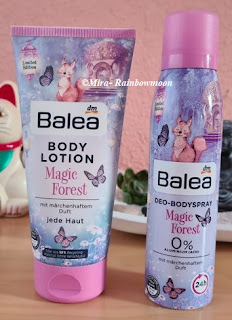 ©Mira- Rainbowmoon
Limited
Edition
dm
Balea
BODY
LOTION
Magic
Forest
mit märchenhaftem
Duft
jede Haut
dm
Balea
DEO-BODYSPRAY
Magic
Forest
0%
mit märchenhaftem
Duft
24h